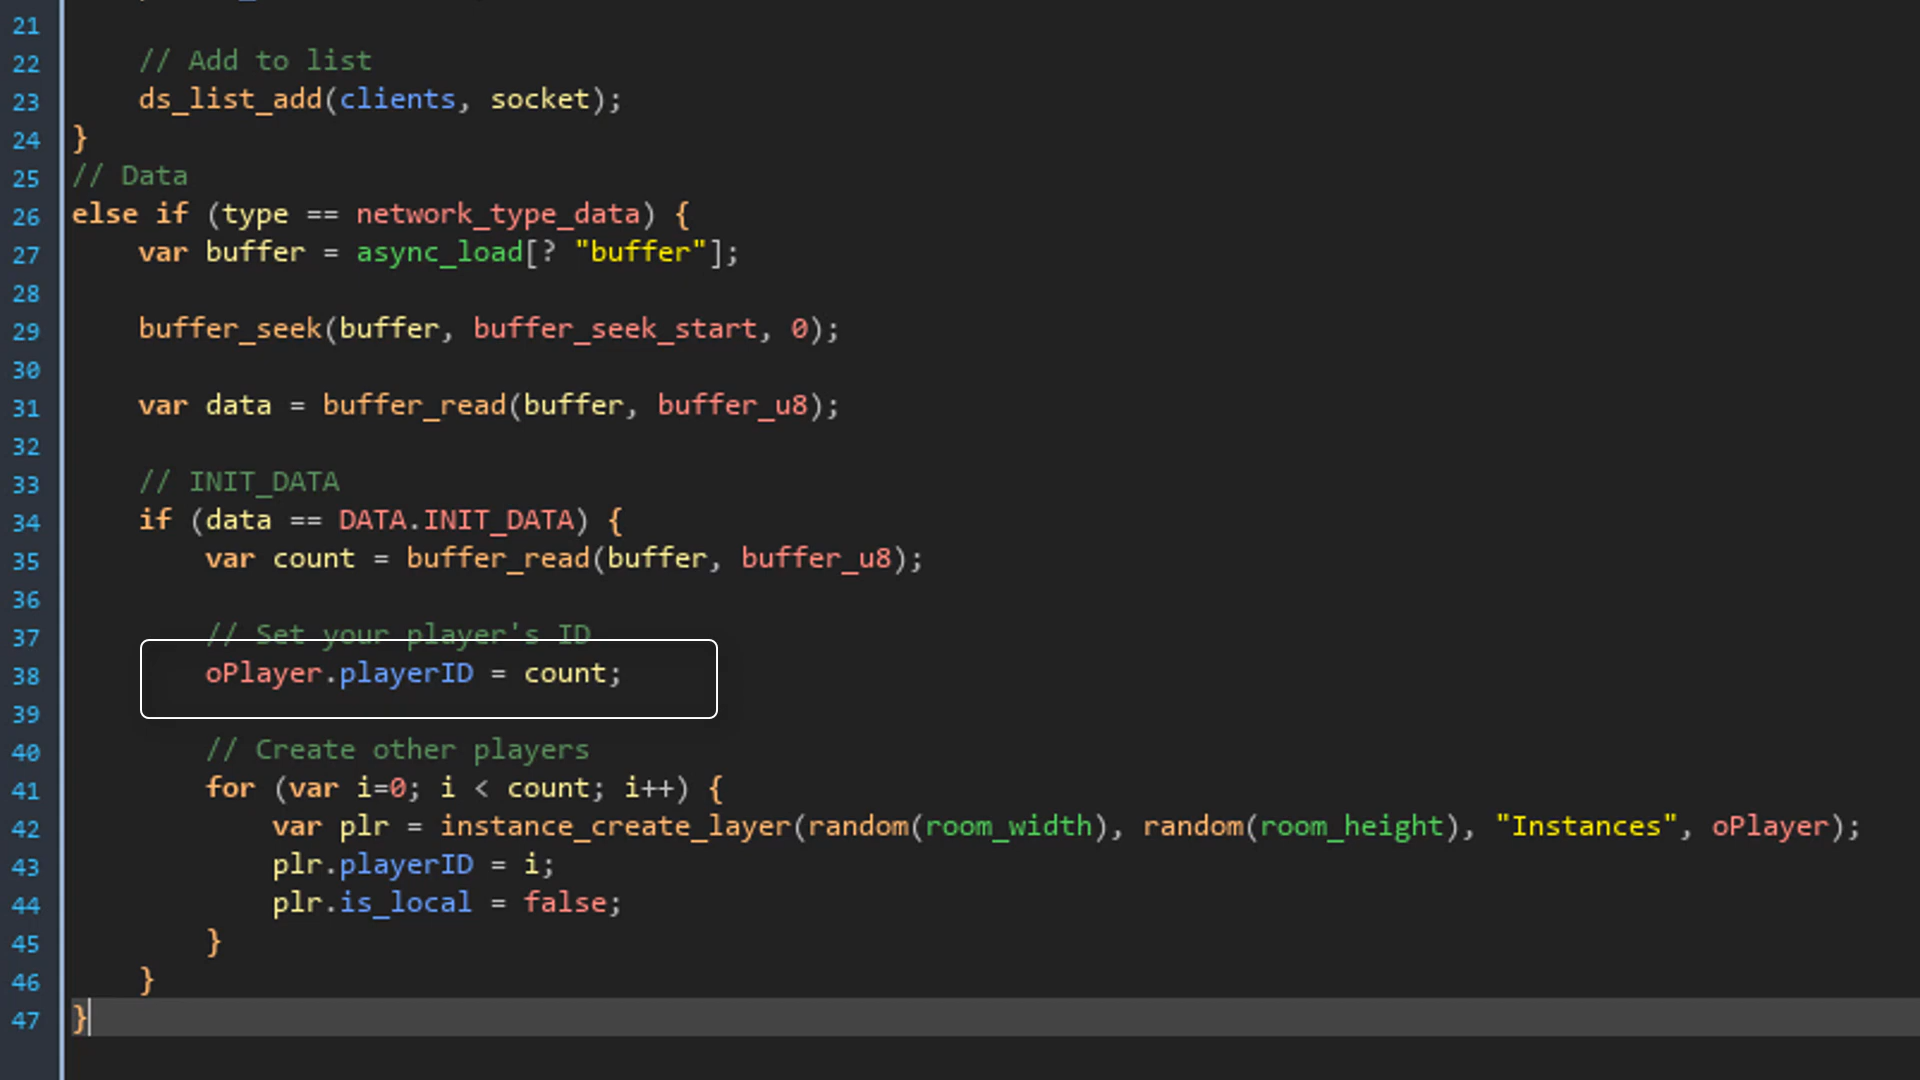 21
22 // Add to list
23 ds_list_add(clients, socket);
24 }
25 // Data
26 else if (type == network_type_data) {
27 var buffer = async_load[? "buffer"];
28
29 buffer_seek(buffer, buffer_seek_start, 0);
30
31 var data = buffer_read(buffer, buffer_u8);
32
33 // INIT_DATA
34 if (data == DATA.INIT_DATA) {
35 var count = buffer_read(buffer, buffer_u8);
36
37 // Set your player's ID
38 oPlayer.playerID = count;
39
40 // Create other players
41 for (var i=0; i < count; i++) {
42 var plr = instance_create_layer(random(room_width), random(room_height), "Instances", oPlayer);
43 plr.playerID = i;
44 plr.is_local = false;
45 }
46 }
47 }